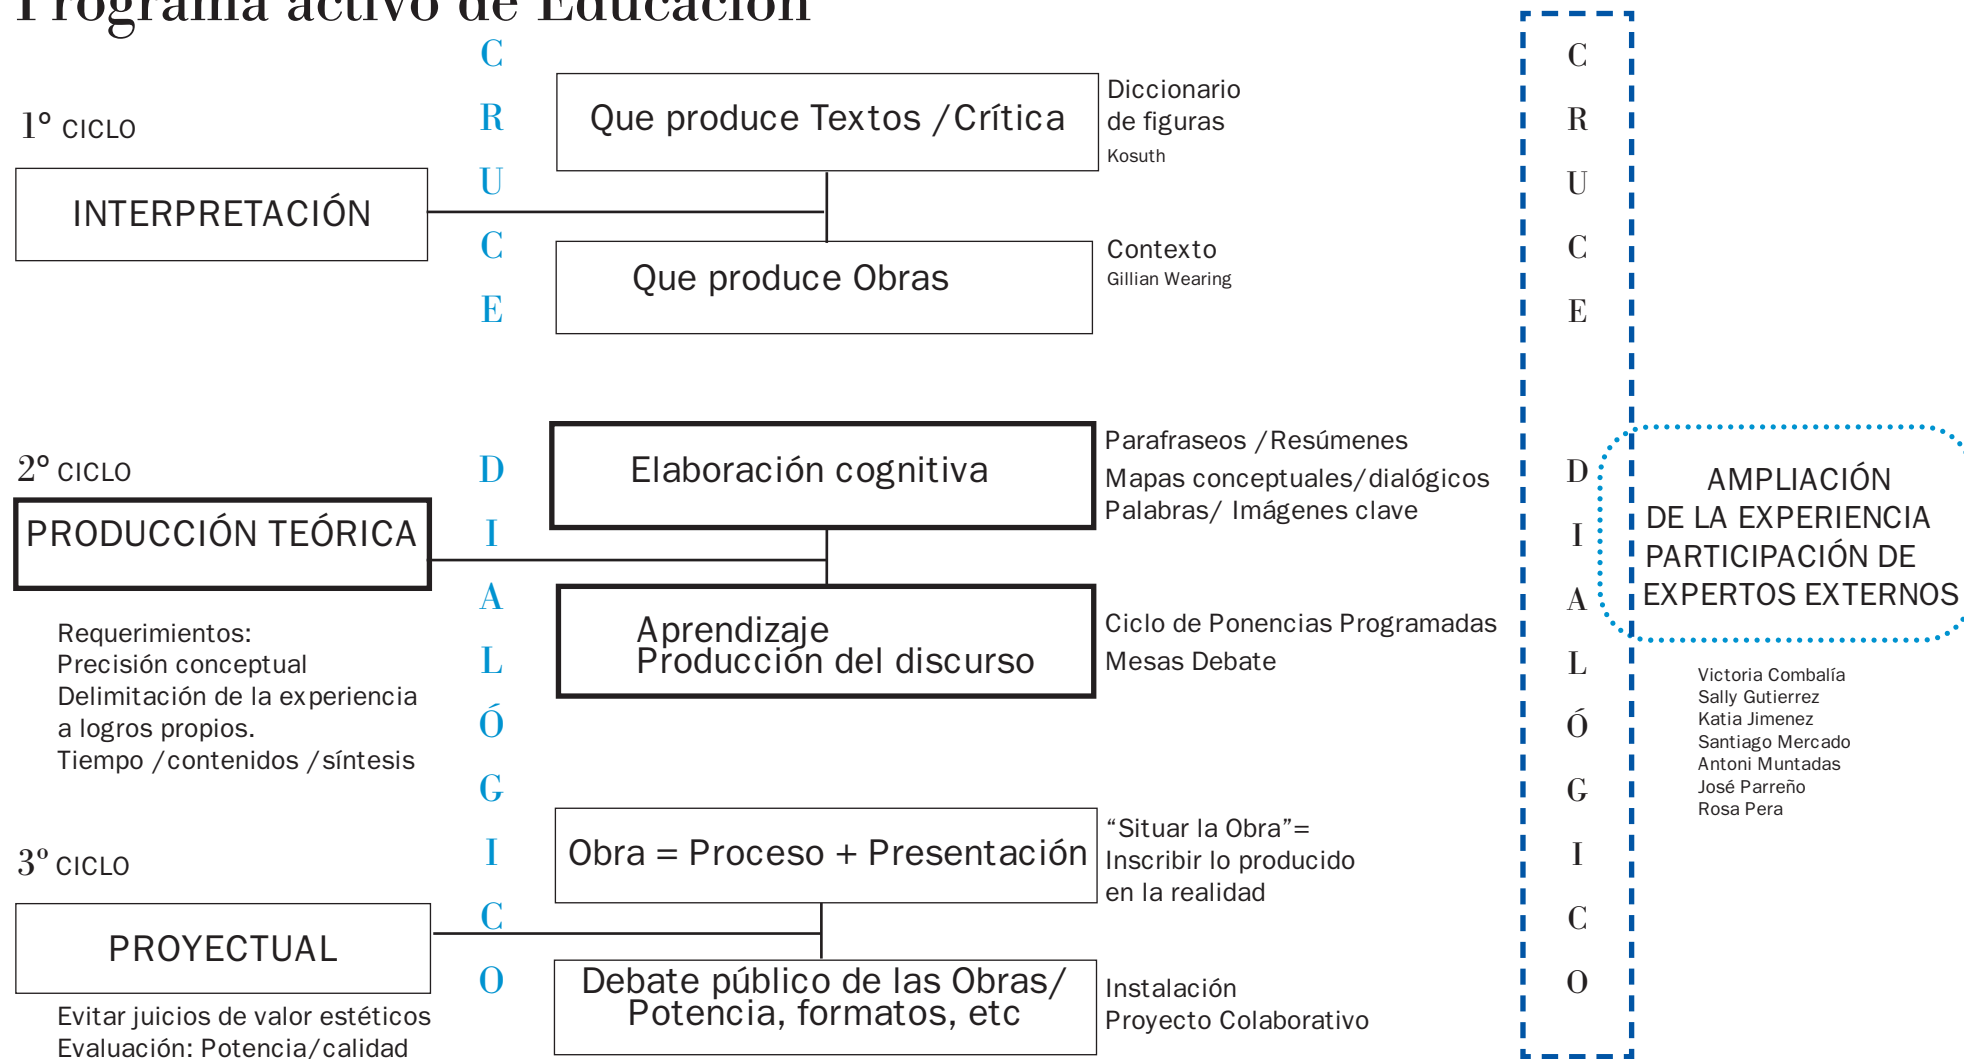 Programa activo de Educación
CRUCE DIALÓGICO
1º CICLO
INTERPRETACIÓN
Que produce Textos /Crítica
Diccionario
de figuras
Kosuth
Que produce Obras
Contexto
Gillian Wearing
2º CICLO
PRODUCCIÓN TEÓRICA
Requerimientos:
Precisión conceptual
Delimitación de la experiencia
a logros propios.
Tiempo /contenidos /síntesis
Elaboración cognitiva
Parafraseos /Resúmenes
Mapas conceptuales/dialógicos
Palabras/ Imágenes clave
Aprendizaje
Producción del discurso
Ciclo de Ponencias Programadas
Mesas Debate
3º CICLO
PROYECTUAL
Evitar juicios de valor estéticos
Evaluación: Potencia/calidad
Obra = Proceso + Presentación
“Situar la Obra”=
Inscribir lo producido
en la realidad
Debate público de las Obras/
Potencia, formatos, etc
Instalación
Proyecto Colaborativo
CRUCE DIALÓGICO
AMPLIACIÓN
DE LA EXPERIENCIA
PARTICIPACIÓN DE
EXPERTOS EXTERNOS
Victoria Combalía
Sally Gutierrez
Katia Jimenez
Santiago Mercado
Antoni Muntadas
José Parreño
Rosa Pera